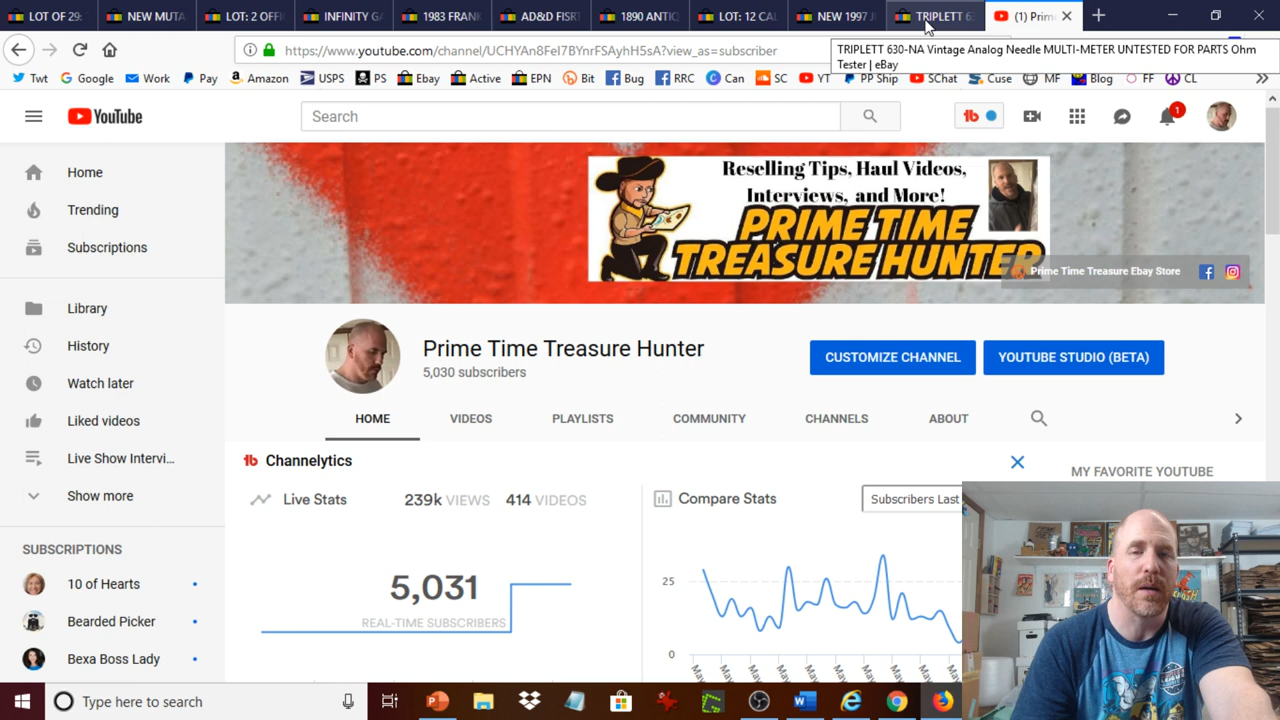 LOT OF 29:
NEW MUTA
LOT: 2 OFFI
INFINITY GA
1983 FRANK
AD&D FISRT
1890 ANTIQ
LOT: 12 CAL
NEW 1997 J
TRIPLETT 6
(1) Prim
https://www.youtube.com/channel/UCHYAn8FeI7BYnrFSAyhH5sA?view_as=subscriber
TRIPLETT 630-NA Vintage Analog Needle MULTI-METER UNTESTED FOR PARTS Ohm
Tester | eBay
Twt
Google
Work
Pay
Amazon
USPS
PS
Ebay
Active
EPN
Bit
Bug
RRC
Can
SC
YT
PP Ship
SChat
Cuse
MF
Blog
FF
CL
YouTube
Search
1
Home
Trending
Subscriptions
Library
History
Watch later
Liked videos
Live Show Intervi...
Show more
SUBSCRIPTIONS
10 of Hearts
Bearded Picker
Bexa Boss Lady
Reselling Tips, Haul Videos,
Interviews, and More!
PRIME TIME
TREASURE HUNTER
Prime Time Treasure Ebay Store
Prime Time Treasure Hunter
5,030 subscribers
CUSTOMIZE CHANNEL
YOUTUBE STUDIO (BETA)
HOME
VIDEOS
PLAYLISTS
COMMUNITY
CHANNELS
ABOUT
Channelytics
MY FAVORITE YOUTUBE
Live Stats
239k VIEWS
414 VIDEOS
Compare Stats
Subscribers Last
5,031
REAL-TIME SUBSCRIBERS
25
0
Type here to search